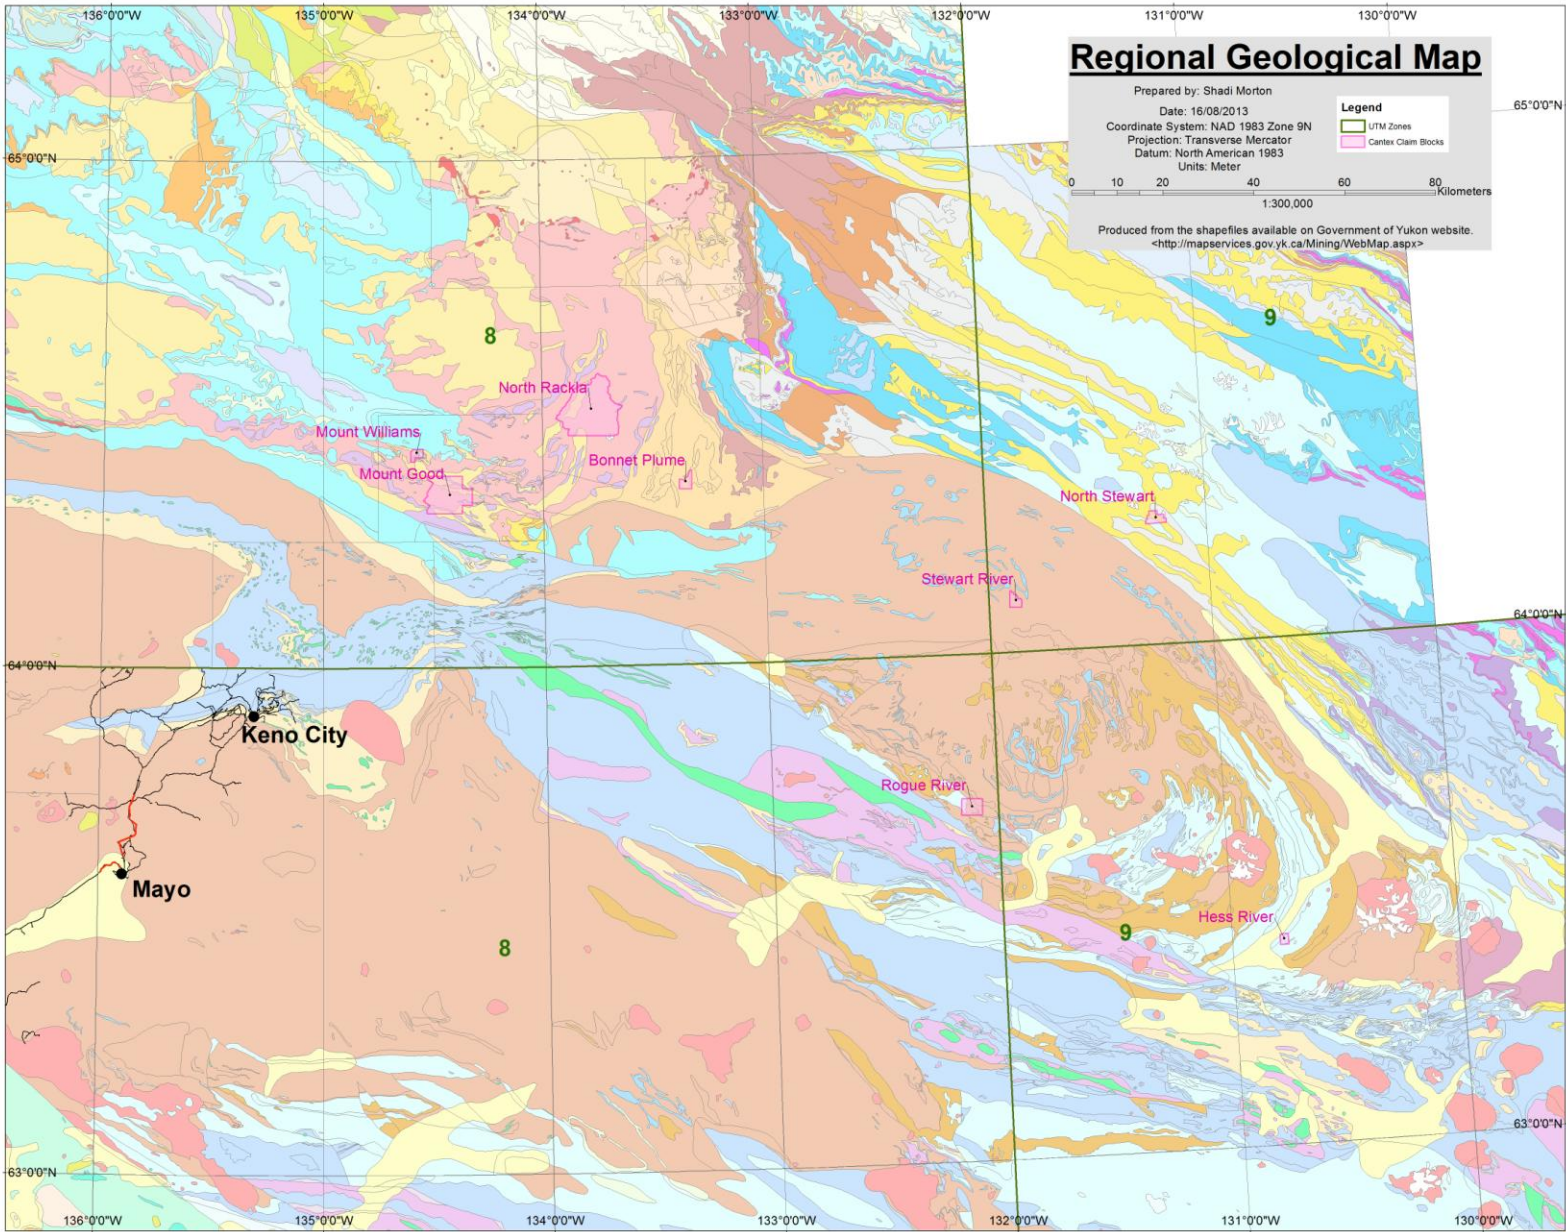 136°0'0"W 135°0'0"W 134°0'0"W 133°0'0"W 132°0'0"W 131°0'0"W 130°0'0"W
Regional Geological Map
Prepared by: Shadi Morton
Date: 16/08/2013
Coordinate System: NAD 1983 Zone 9N
Projection: Transverse Mercator
Datum: North American 1983
Units: Meter
Legend
UTM Zones
Cantex Claim Blocks
0 10 20 40 60 80 Kilometers
1:300,000
Produced from the shapefiles available on Government of Yukon website.
<http://mapservices.gov.yk.ca/Mining/WebMap.aspx>
65°0'0"N
65°0'0"N
9
8
North Rackla
Mount Williams
Bonnet Plume
Mount Good
North Stewart
Stewart River
64°0'0"N
64°0'0"N
Keno City
Rogue River
Mayo
Hess River
9
8
63°0'0"N
63°0'0"N
136°0'0"W 135°0'0"W 134°0'0"W 133°0'0"W 132°0'0"W 131°0'0"W 130°0'0"W